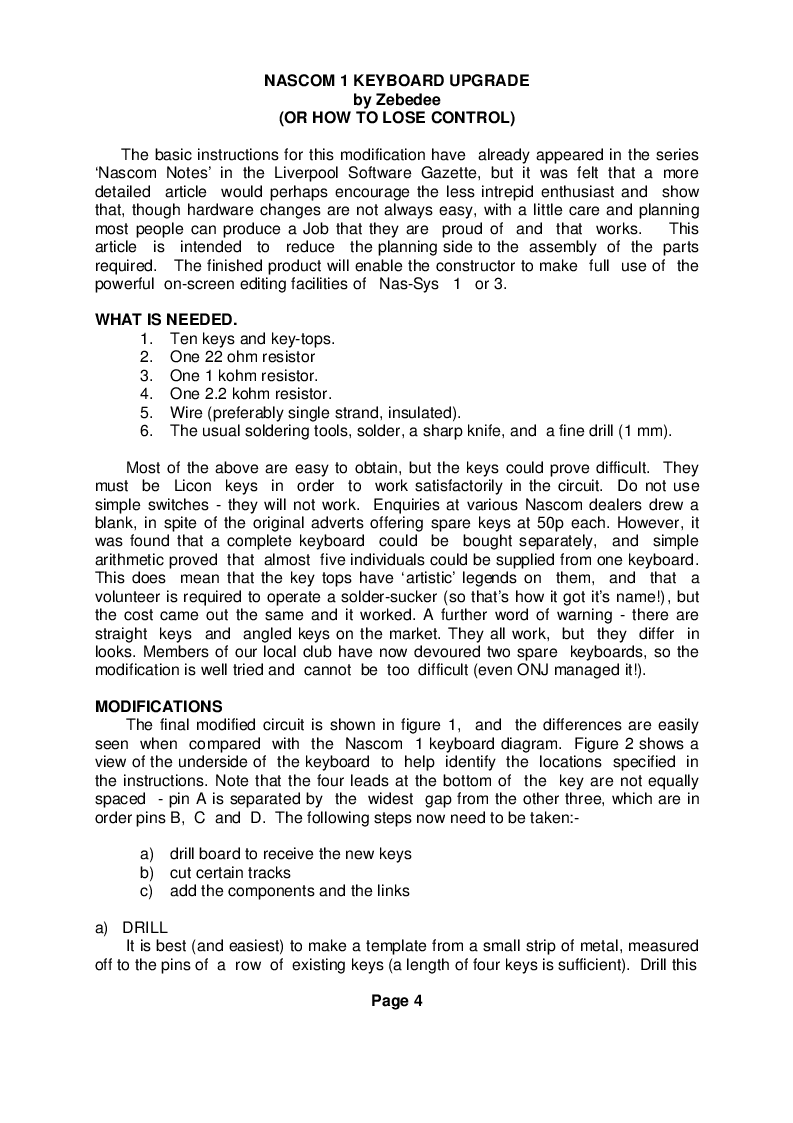 NASCOM 1 KEYBOARD UPGRADE
by Zebedee
(OR HOW TO LOSE CONTROL)
The basic instructions for this modification have already appeared in the series
‘Nascom Notes’ in the Liverpool Software Gazette, but it was felt that a more
detailed article would perhaps encourage the less intrepid enthusiast and show
that, though hardware changes are not always easy, with a little care and planning
most people can produce a Job that they are proud of and that works. This
article is intended to reduce the planning side to the assembly of the parts
required. The finished product will enable the constructor to make full use of the
powerful on-screen editing facilities of Nas-Sys 1 or 3.
WHAT IS NEEDED.
1. Ten keys and key-tops.
2. One 22 ohm resistor
3. One 1 kohm resistor.
4. One 2.2 kohm resistor.
5. Wire (preferably single strand, insulated).
6. The usual soldering tools, solder, a sharp knife, and a fine drill (1 mm).
Most of the above are easy to obtain, but the keys could prove difficult. They
must be Licon keys in order to work satisfactorily in the circuit. Do not use
simple switches - they will not work. Enquiries at various Nascom dealers drew a
blank, in spite of the original adverts offering spare keys at 50p each. However, it
was found that a complete keyboard could be bought separately, and simple
arithmetic proved that almost five individuals could be supplied from one keyboard.
This does mean that the key tops have ‘artistic’ legends on them, and that a
volunteer is required to operate a solder-sucker (so that’s how it got it’s name!), but
the cost came out the same and it worked. A further word of warning - there are
straight keys and angled keys on the market. They all work, but they differ in
looks. Members of our local club have now devoured two spare keyboards, so the
modification is well tried and cannot be too difficult (even ONJ managed it!).
MODIFICATIONS
The final modified circuit is shown in figure 1, and the differences are easily
seen when compared with the Nascom 1 keyboard diagram. Figure 2 shows a
view of the underside of the keyboard to help identify the locations specified in
the instructions. Note that the four leads at the bottom of the key are not equally
spaced - pin A is separated by the widest gap from the other three, which are in
order pins B, C and D. The following steps now need to be taken:-
a) drill board to receive the new keys
b) cut certain tracks
c) add the components and the links
a) DRILL
It is best (and easiest) to make a template from a small strip of metal, measured
off to the pins of a row of existing keys (a length of four keys is sufficient). Drill this
Page 4